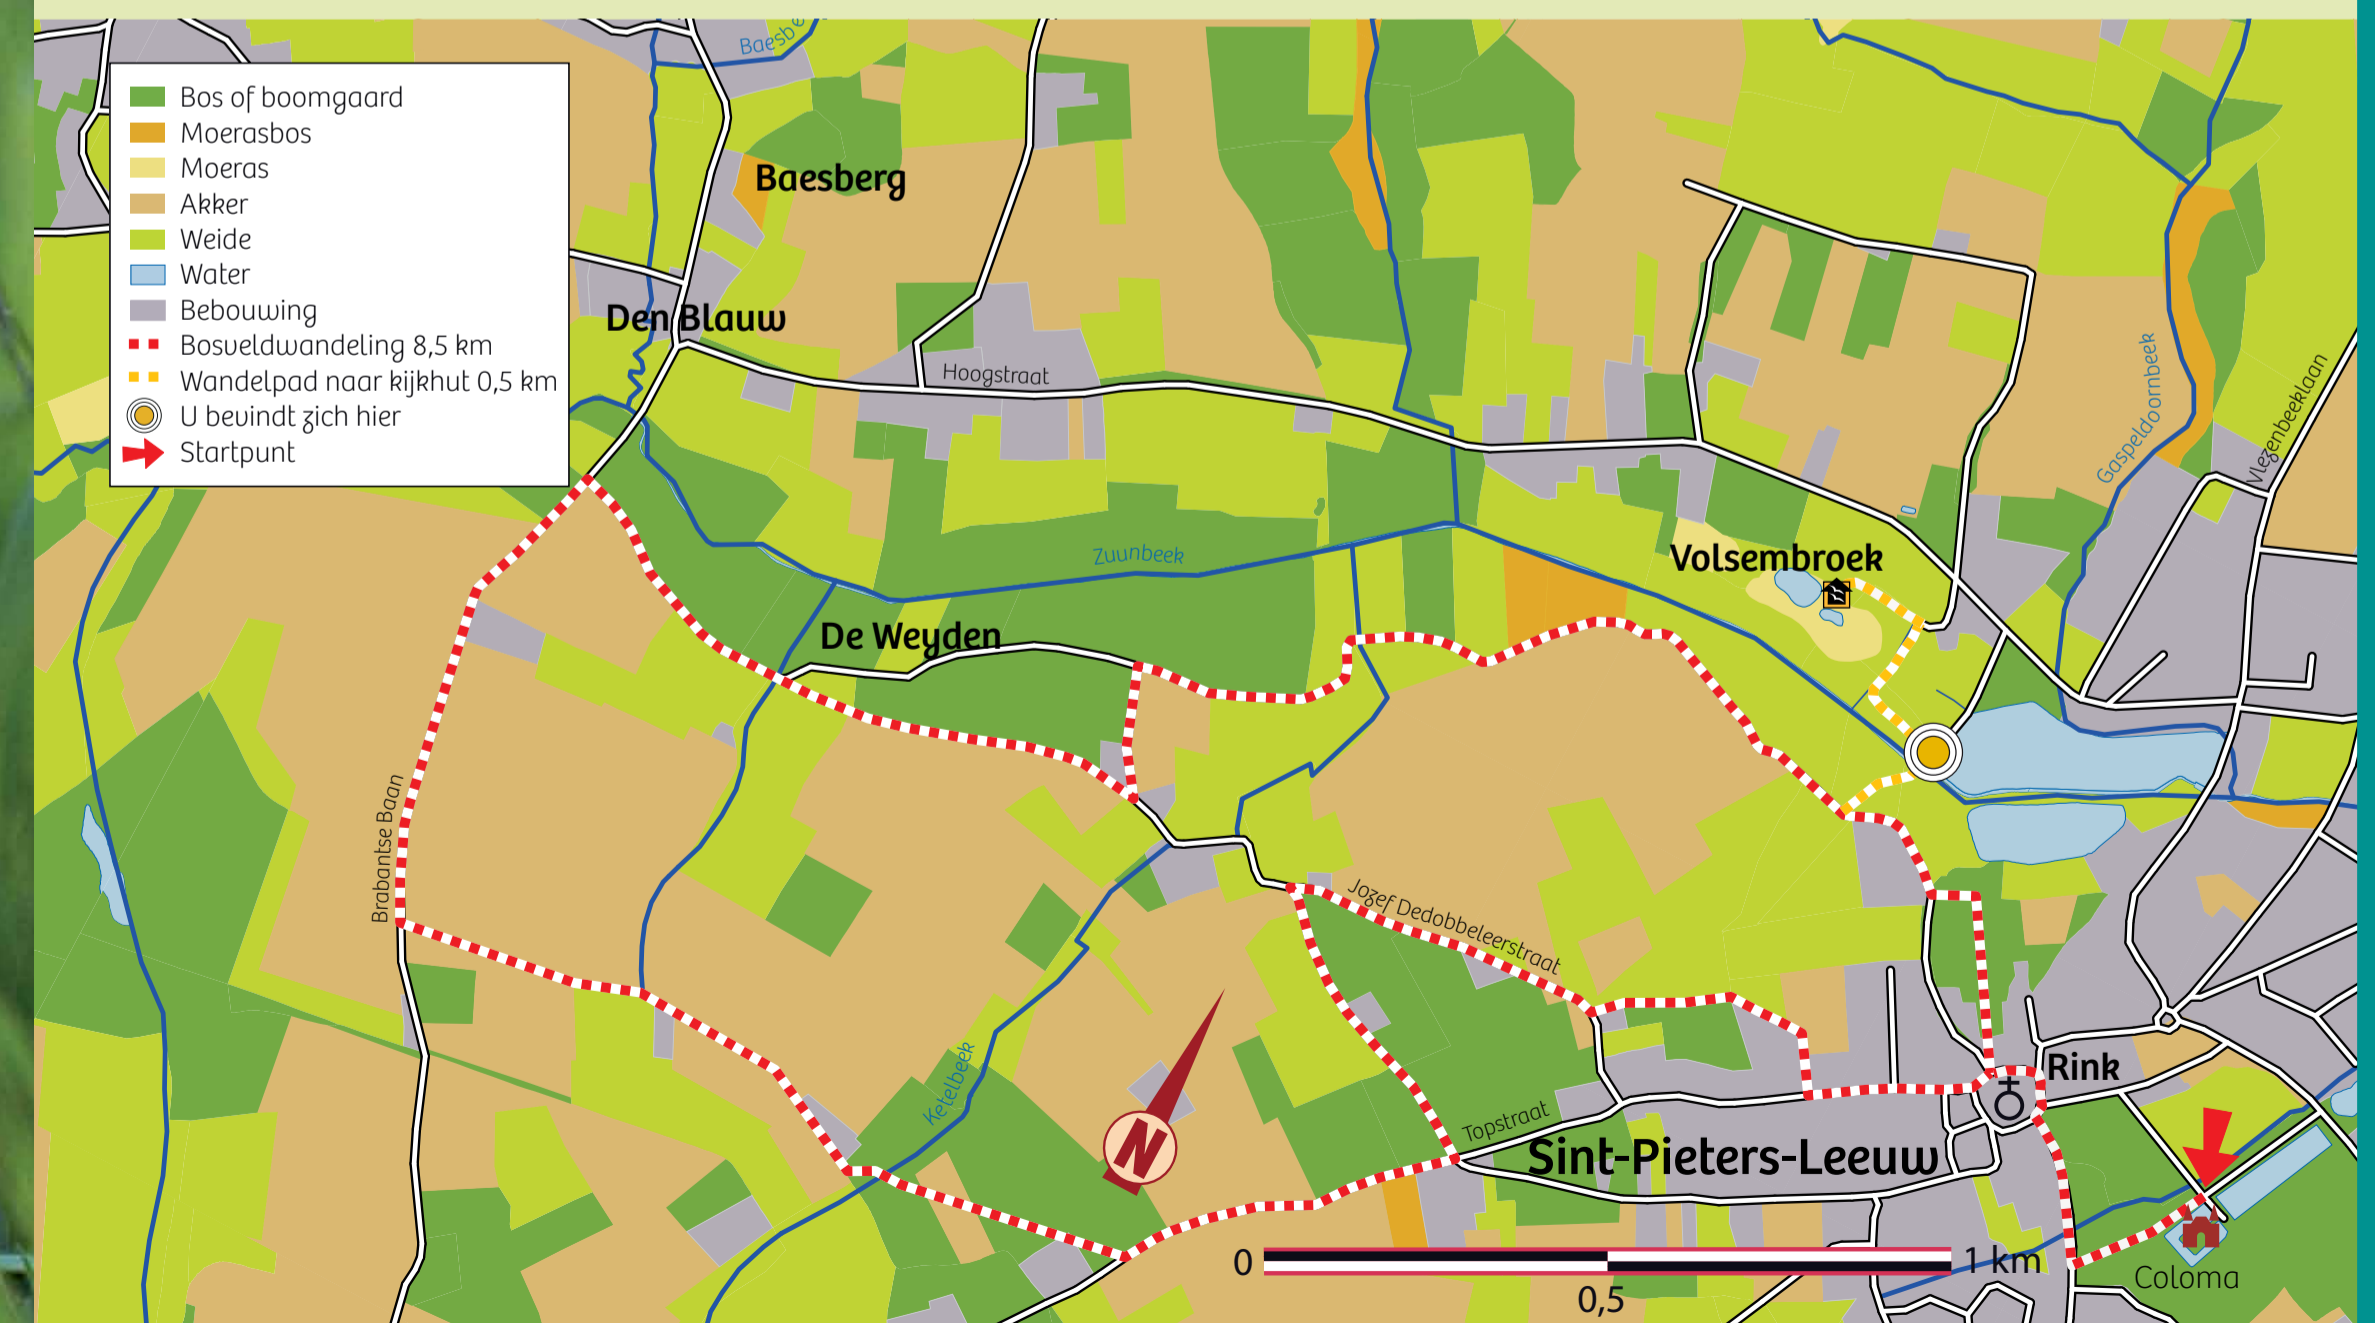 Bos of boomgaard
Moerasbos
Moeras
Akker
Weide
Water
Bebouwing
Bosveldwandeling 8,5 km
Wandelpad naar kijkhut 0,5 km
U bevindt zich hier
Startpunt
Baesbe
Baesberg
Den Blauw
Hoogstraat
Gaspeldoornbeek
Vlezenbeeklaan
Zuunbeek
Volsembroek
De Weyden
Brabantse Baan
Jozef Dedobbeleerstraat
Ketelbeek
N
Topstraat
Rink
Sint-Pieters-Leeuw
Coloma
0
1 km
0,5